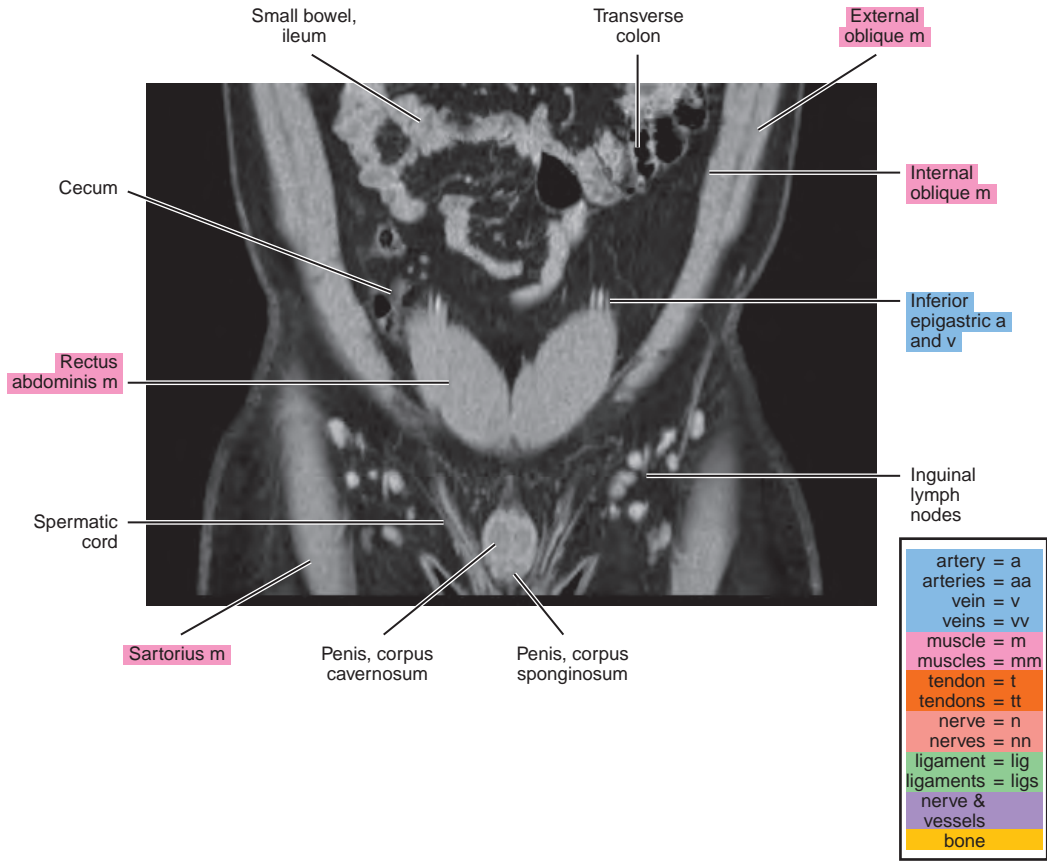 Small bowel,
ileum
Transverse
colon
External
oblique m
Cecum
Internal
oblique m
Inferior
epigastric a
and v
Rectus
abdominis m
Inguinal
lymph
nodes
Spermatic
cord
Sartorius m
Penis, corpus
cavernosum
Penis, corpus
sponginosum
artery = a
arteries = aa
vein = v
veins = vv
muscle = m
muscles = mm
tendon = t
tendons = tt
nerve = n
nerves = nn
ligament = lig
ligaments = ligs
nerve &
vessels
bone